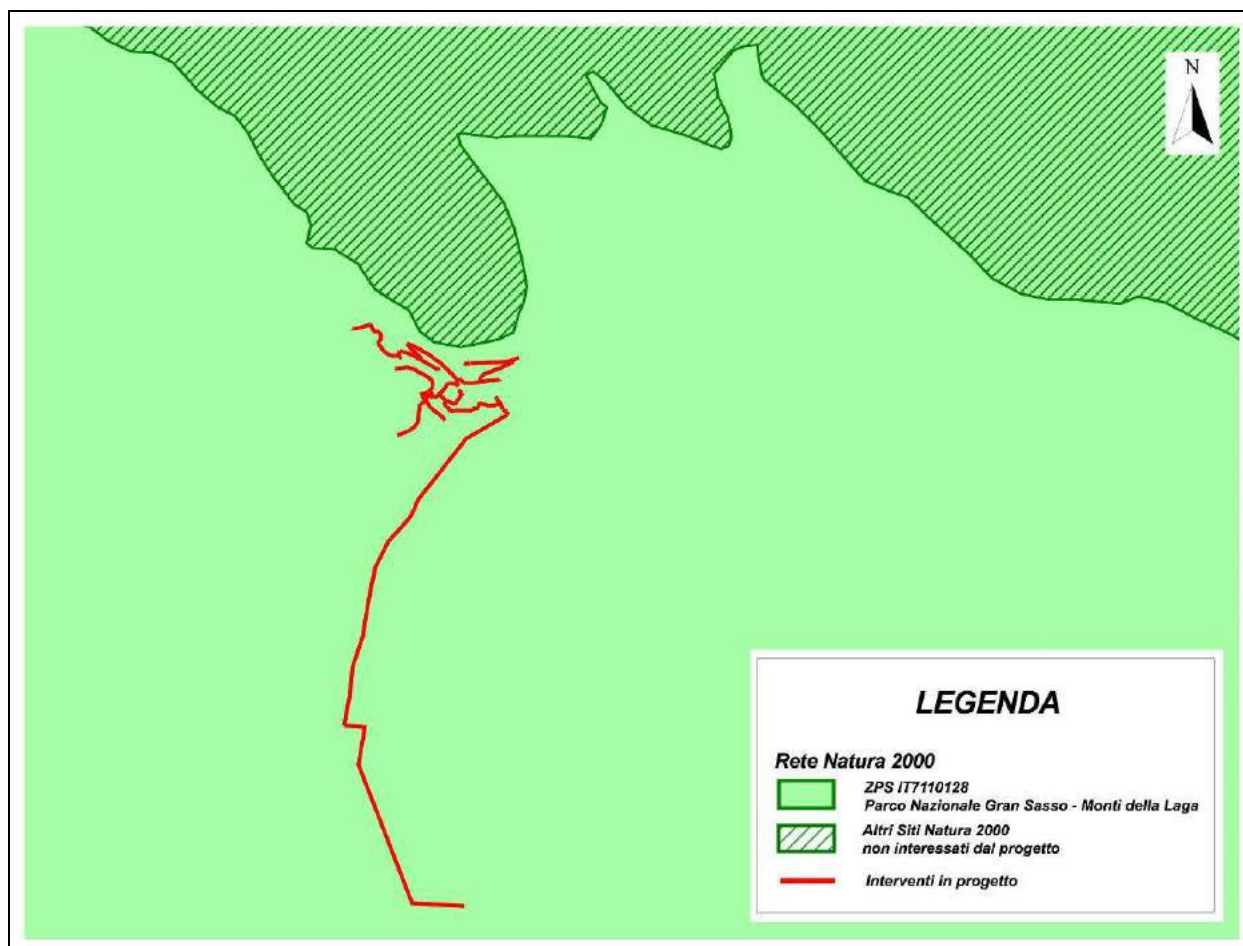 N
LEGENDA
Rete Natura 2000
ZPS IT7110128
Parco Nazionale Gran Sasso - Monti della Laga
Altri Siti Natura 2000
non interessati dal progetto
Interventi in progetto